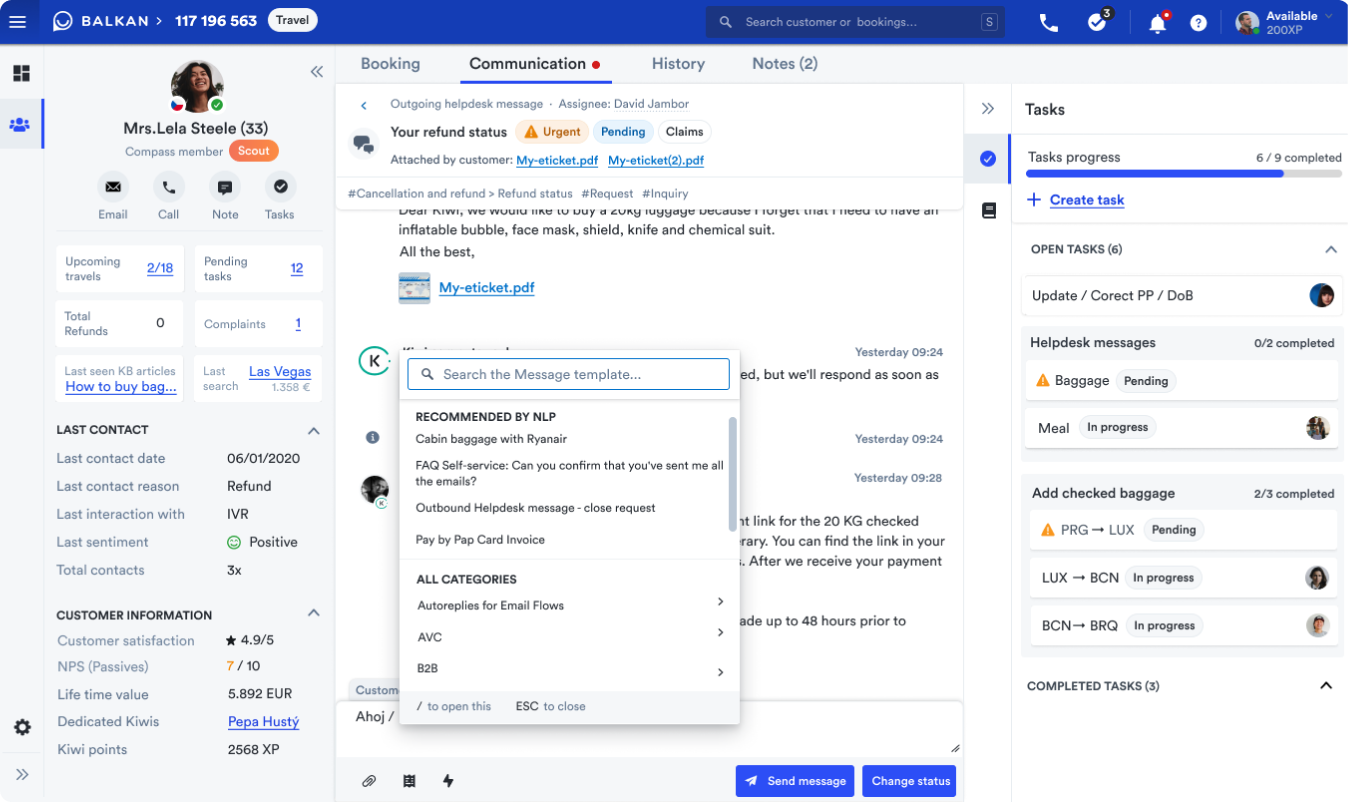 BALKAN > 117 196 563 Travel
Search customer or bookings... S
3
?
Available
200XP
Mrs.Lela Steele (33)
Compass member Scout
Email Call Note Tasks
Upcoming travels 2/18
Pending tasks 12
Total Refunds 0
Complaints 1
Last seen KB articles
How to buy bag...
Last search Las Vegas
1.358 €
LAST CONTACT
Last contact date 06/01/2020
Last contact reason Refund
Last interaction with IVR
Last sentiment Positive
Total contacts 3x
CUSTOMER INFORMATION
Customer satisfaction ★ 4.9/5
NPS (Passives) 7 / 10
Life time value 5.892 EUR
Dedicated Kiwis Pepa Hustý
Kiwi points 2568 XP
Booking Communication History Notes (2)
Outgoing helpdesk message · Assignee: David Jambor
Your refund status Urgent Pending Claims
Attached by customer: My-eticket.pdf My-eticket(2).pdf
#Cancellation and refund > Refund status #Request #Inquiry
Dear Kiwi, we would like to buy a 20kg luggage because I forget that I need to have an
inflatable bubble, face mask, shield, knife and chemical suit.
All the best,
My-eticket.pdf
K
Yesterday 09:24
ed, but we'll respond as soon as
Yesterday 09:24
Yesterday 09:28
K
nt link for the 20 KG checked
erary. You can find the link in your
s. After we receive your payment
ade up to 48 hours prior to
Search the Message template...
RECOMMENDED BY NLP
Cabin baggage with Ryanair
FAQ Self-service: Can you confirm that you've sent me all
the emails?
Outbound Helpdesk message - close request
Pay by Pap Card Invoice
ALL CATEGORIES
Autoreplies for Email Flows
AVC
B2B
/ to open this ESC to close
Custom
Ahoj /
Send message
Change status
Tasks
Tasks progress 6 / 9 completed
+ Create task
OPEN TASKS (6)
Update / Corect PP / DoB
Helpdesk messages 0/2 completed
Baggage Pending
Meal In progress
Add checked baggage 2/3 completed
PRG → LUX Pending
LUX → BCN In progress
BCN→ BRQ In progress
COMPLETED TASKS (3)